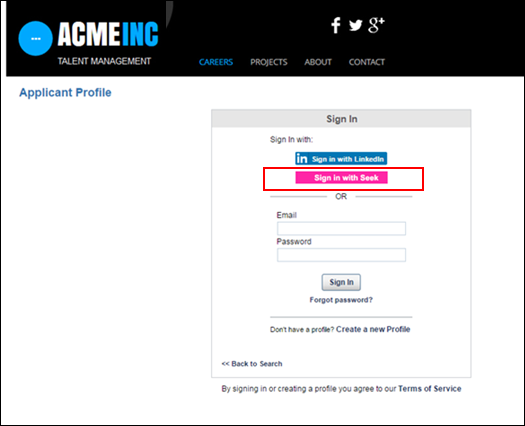 ACMEINC
TALENT MANAGEMENT
CAREERS PROJECTS ABOUT CONTACT
Applicant Profile
Sign In
Sign In with:
in Sign in with LinkedIn
Sign in with Seek
OR
Email
Password
Sign In
Forgot password?
Don't have a profile? Create a new Profile
<< Back to Search
By signing in or creating a profile you agree to our Terms of Service